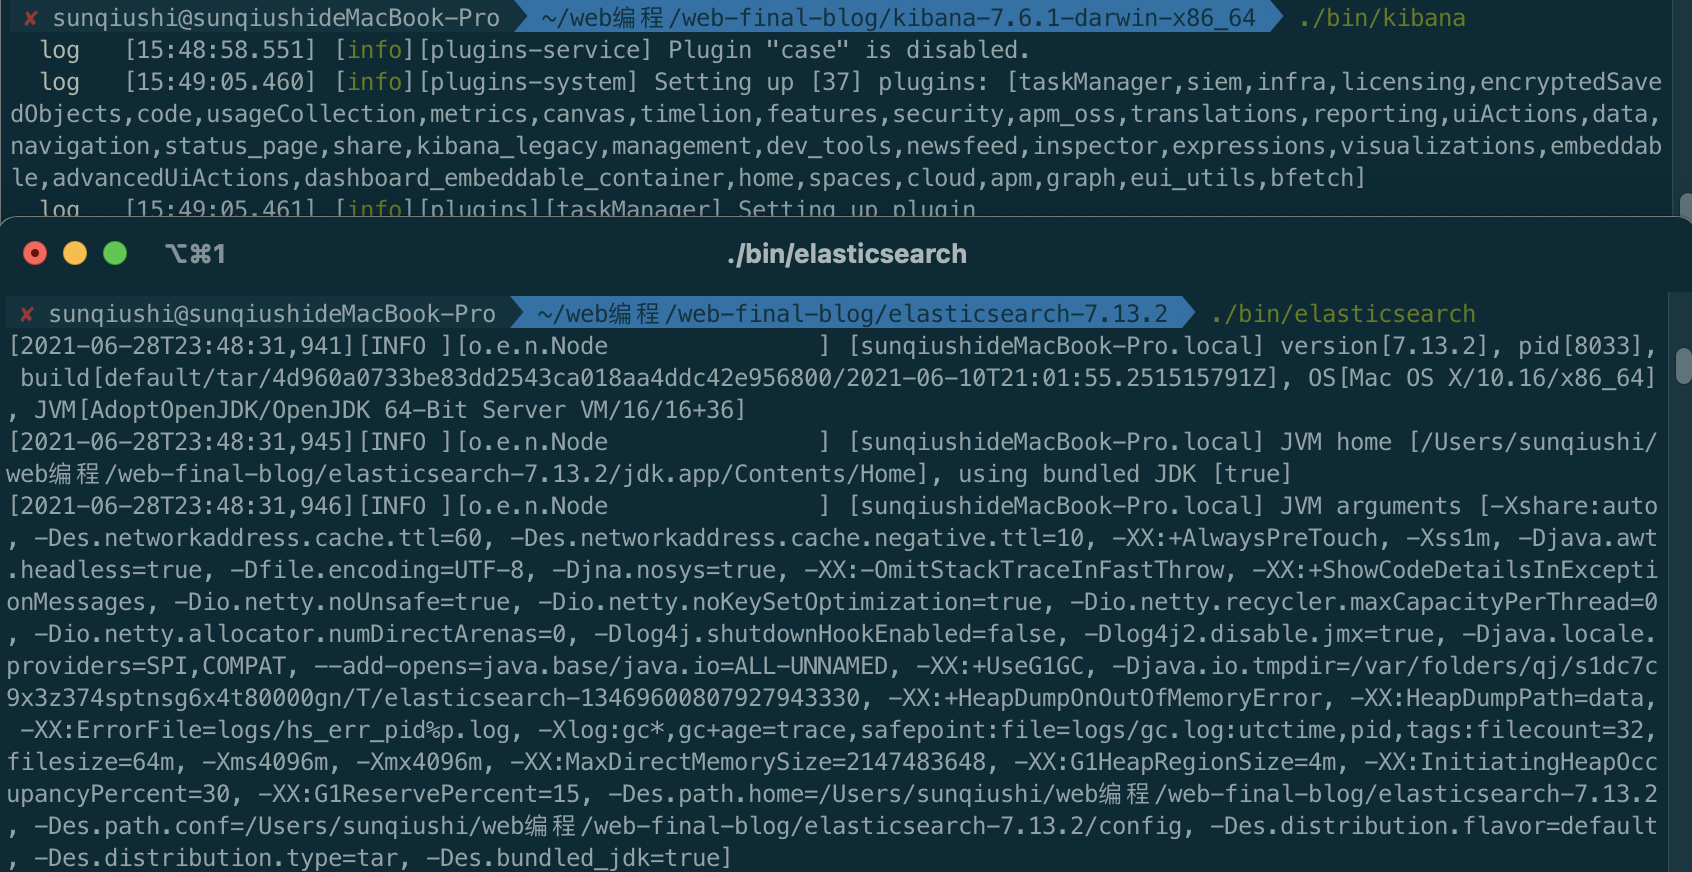 ✘ sunqiushi@sunqiushideMacBook-Pro ~/web编程/web-final-blog/kibana-7.6.1-darwin-x86_64 ./bin/kibana
log [15:48:58.551] [info][plugins-service] Plugin "case" is disabled.
log [15:49:05.460] [info][plugins-system] Setting up [37] plugins: [taskManager,siem,infra,licensing,encryptedSave
dObjects,code,usageCollection,metrics,canvas,timelion,features,security,apm_oss,translations,reporting,uiActions,data,
navigation,status_page,share,kibana_legacy,management,dev_tools,newsfeed,inspector,expressions,visualizations,embeddab
le,advancedUiActions,dashboard_embeddable_container,home,spaces,cloud,apm,graph,eui_utils,bfetch]
log [15:49:05.461] [info][plugins][taskManager] Setting up plugin
⌥⌘1 ./bin/elasticsearch
✘ sunqiushi@sunqiushideMacBook-Pro ~/web编程/web-final-blog/elasticsearch-7.13.2 ./bin/elasticsearch
[2021-06-28T23:48:31,941][INFO ][o.e.n.Node               ] [sunqiushideMacBook-Pro.local] version[7.13.2], pid[8033],
 build[default/tar/4d960a0733be83dd2543ca018aa4ddc42e956800/2021-06-10T21:01:55.251515791Z], OS[Mac OS X/10.16/x86_64]
, JVM[AdoptOpenJDK/OpenJDK 64-Bit Server VM/16/16+36]
[2021-06-28T23:48:31,945][INFO ][o.e.n.Node               ] [sunqiushideMacBook-Pro.local] JVM home [/Users/sunqiushi/
web编程/web-final-blog/elasticsearch-7.13.2/jdk.app/Contents/Home], using bundled JDK [true]
[2021-06-28T23:48:31,946][INFO ][o.e.n.Node               ] [sunqiushideMacBook-Pro.local] JVM arguments [-Xshare:auto
, -Des.networkaddress.cache.ttl=60, -Des.networkaddress.cache.negative.ttl=10, -XX:+AlwaysPreTouch, -Xss1m, -Djava.awt
.headless=true, -Dfile.encoding=UTF-8, -Djna.nosys=true, -XX:-OmitStackTraceInFastThrow, -XX:+ShowCodeDetailsInExcepti
onMessages, -Dio.netty.noUnsafe=true, -Dio.netty.noKeySetOptimization=true, -Dio.netty.recycler.maxCapacityPerThread=0
, -Dio.netty.allocator.numDirectArenas=0, -Dlog4j.shutdownHookEnabled=false, -Dlog4j2.disable.jmx=true, -Djava.locale.
providers=SPI,COMPAT, --add-opens=java.base/java.io=ALL-UNNAMED, -XX:+UseG1GC, -Djava.io.tmpdir=/var/folders/qj/s1dc7c
9x3z374sptnsg6x4t80000gn/T/elasticsearch-13469600807927943330, -XX:+HeapDumpOnOutOfMemoryError, -XX:HeapDumpPath=data,
 -XX:ErrorFile=logs/hs_err_pid%p.log, -Xlog:gc*,gc+age=trace,safepoint:file=logs/gc.log:utctime,pid,tags:filecount=32,
filesize=64m, -Xms4096m, -Xmx4096m, -XX:MaxDirectMemorySize=2147483648, -XX:G1HeapRegionSize=4m, -XX:InitiatingHeapOcc
upancyPercent=30, -XX:G1ReservePercent=15, -Des.path.home=/Users/sunqiushi/web编程/web-final-blog/elasticsearch-7.13.2
, -Des.path.conf=/Users/sunqiushi/web编程/web-final-blog/elasticsearch-7.13.2/config, -Des.distribution.flavor=default
, -Des.distribution.type=tar, -Des.bundled_jdk=true]